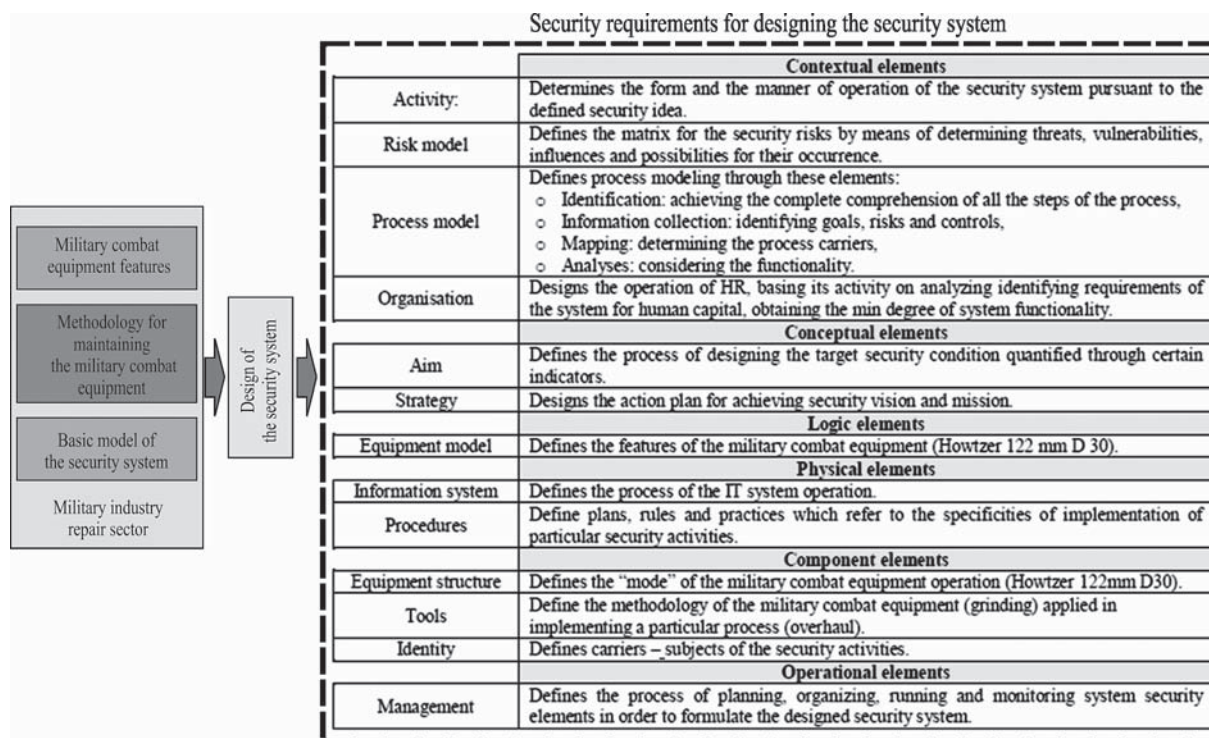 Security requirements for designing the security system
Military combat
equipment features
Methodology for
maintaining
the military combat
equipment
Basic model of
the security system
Military industry
repair sector
Design of
the security system
Contextual elements
Activity:
Determines the form and the manner of operation of the security system pursuant to the
defined security idea.
Risk model
Defines the matrix for the security risks by means of determining threats, vulnerabilities,
influences and possibilities for their occurrence.
Process model
Defines process modeling through these elements:
o Identification: achieving the complete comprehension of all the steps of the process,
o Information collection: identifying goals, risks and controls,
o Mapping: determining the process carriers,
o Analyses: considering the functionality.
Organisation
Designs the operation of HR, basing its activity on analyzing identifying requirements of
the system for human capital, obtaining the min degree of system functionality.
Conceptual elements
Aim
Defines the process of designing the target security condition quantified through certain
indicators.
Strategy
Designs the action plan for achieving security vision and mission.
Logic elements
Equipment model
Defines the features of the military combat equipment (Howtzer 122 mm D 30).
Physical elements
Information system
Defines the process of the IT system operation.
Procedures
Define plans, rules and practices which refer to the specificities of implementation of
particular security activities.
Component elements
Equipment structure
Defines the “mode” of the military combat equipment operation (Howtzer 122mm D30).
Tools
Define the methodology of the military combat equipment (grinding) applied in
implementing a particular process (overhaul).
Identity
Defines carriers – subjects of the security activities.
Operational elements
Management
Defines the process of planning, organizing, running and monitoring system security
elements in order to formulate the designed security system.